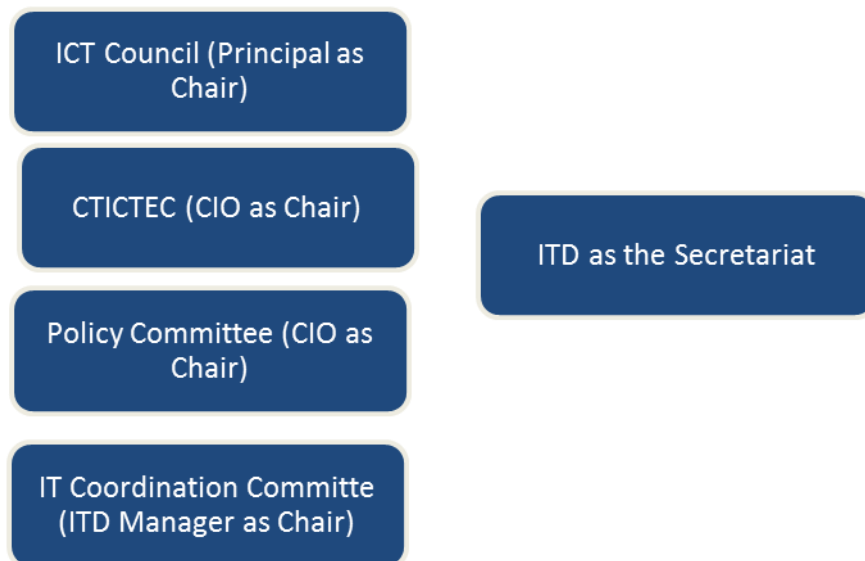 ICT Council (Principal as
Chair)
CTICTEC (CIO as Chair)
ITD as the Secretariat
Policy Committee (CIO as
Chair)
IT Coordination Committe
(ITD Manager as Chair)